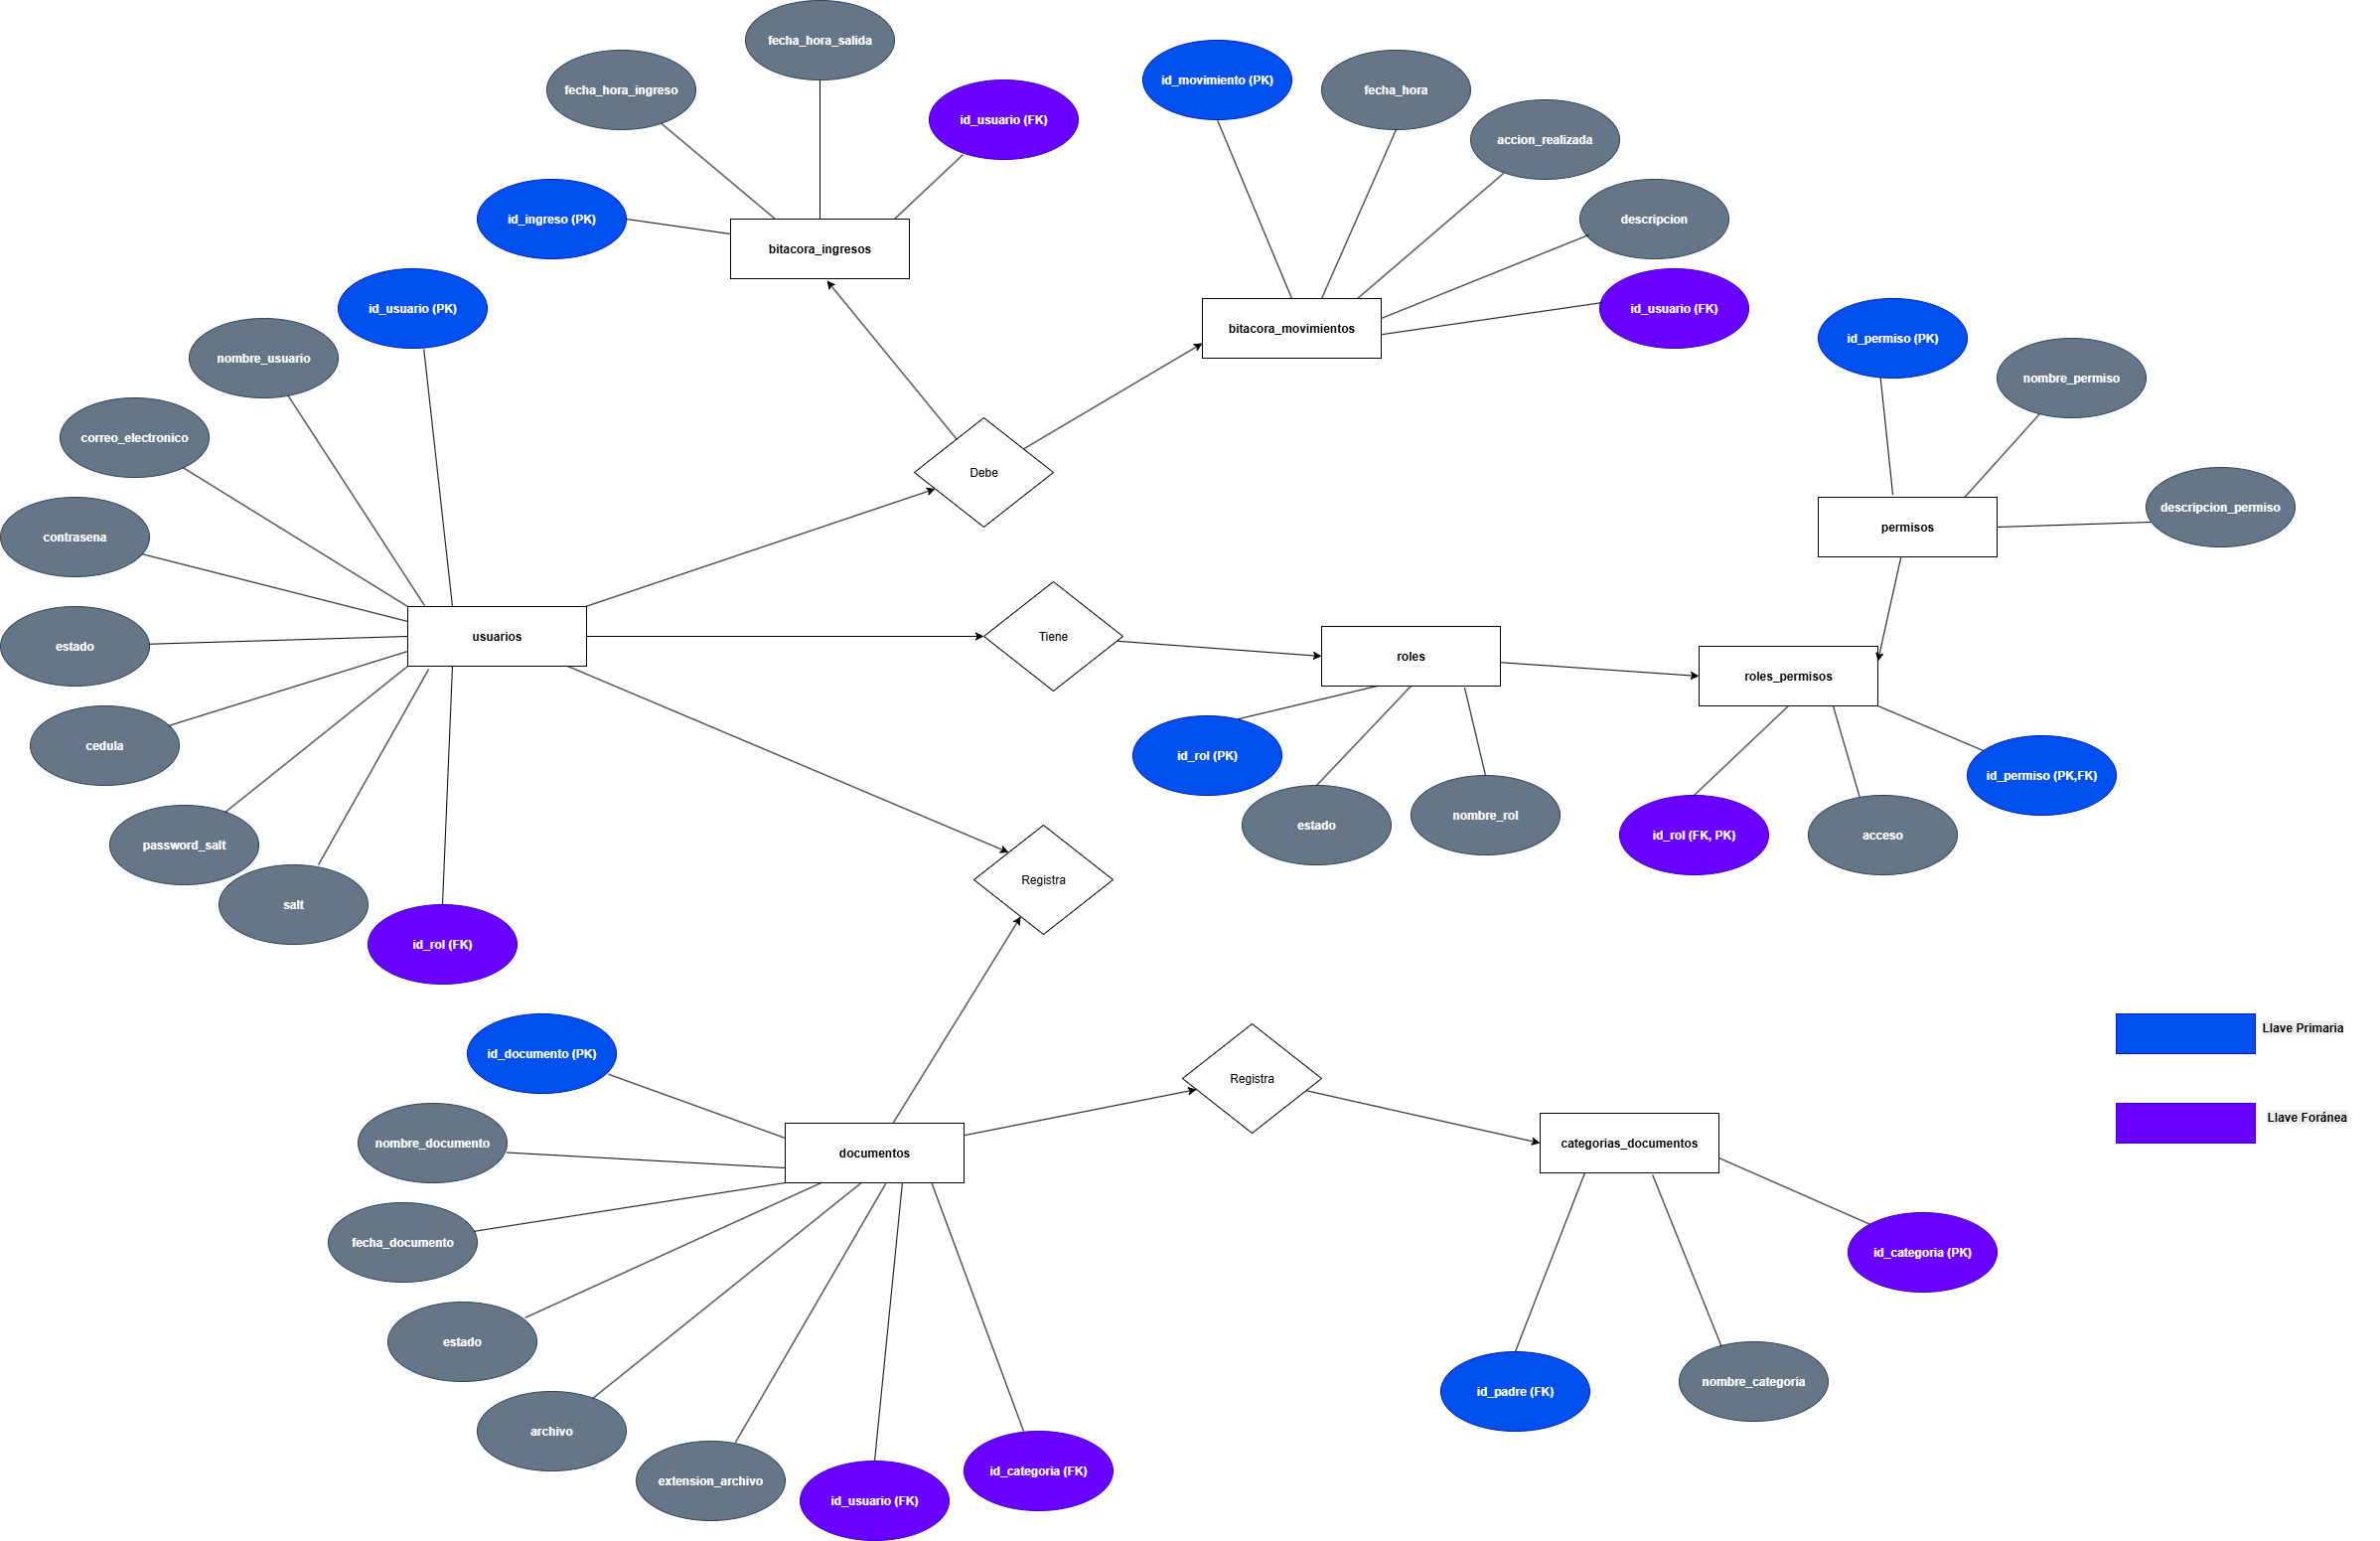 fecha_hora_salida
fecha_hora_ingreso
id_usuario (FK)
id_ingreso (PK)
bitacora_ingresos
id_movimiento (PK)
fecha_hora
accion_realizada
descripcion
id_usuario (FK)
bitacora_movimientos
id_usuario (PK)
nombre_usuario
correo_electronico
contrasena
estado
cedula
password_salt
salt
id_rol (FK)
usuarios
Debe
Tiene
Registra
id_permiso (PK)
nombre_permiso
descripcion_permiso
permisos
roles
id_rol (PK)
estado
nombre_rol
roles_permisos
id_rol (FK, PK)
acceso
id_permiso (PK,FK)
Llave Primaria
Llave Foránea
id_documento (PK)
nombre_documento
fecha_documento
estado
archivo
extension_archivo
id_usuario (FK)
id_categoria (FK)
documentos
Registra
categorias_documentos
id_categoria (PK)
id_padre (FK)
nombre_categoria